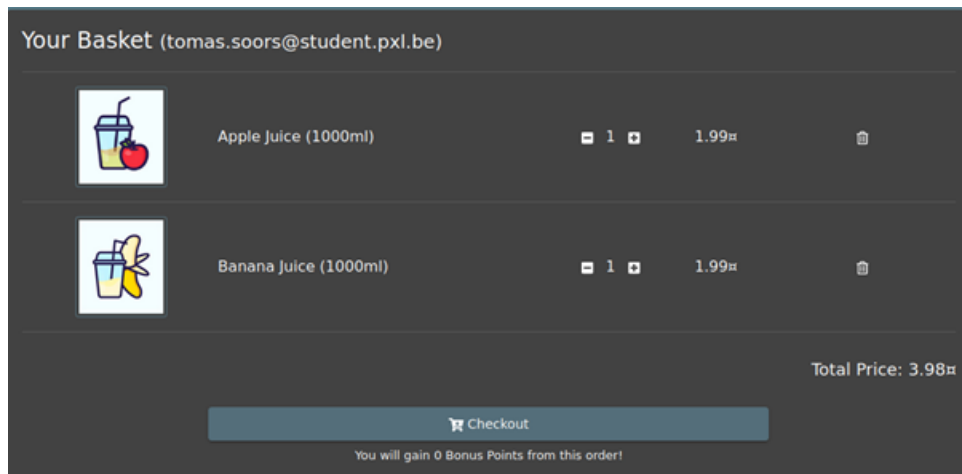 Your Basket (tomas.soors@student.pxl.be)
Apple Juice (1000ml) 1 1.99¤
Banana Juice (1000ml) 1 1.99¤
Total Price: 3.98¤
Checkout
You will gain 0 Bonus Points from this order!